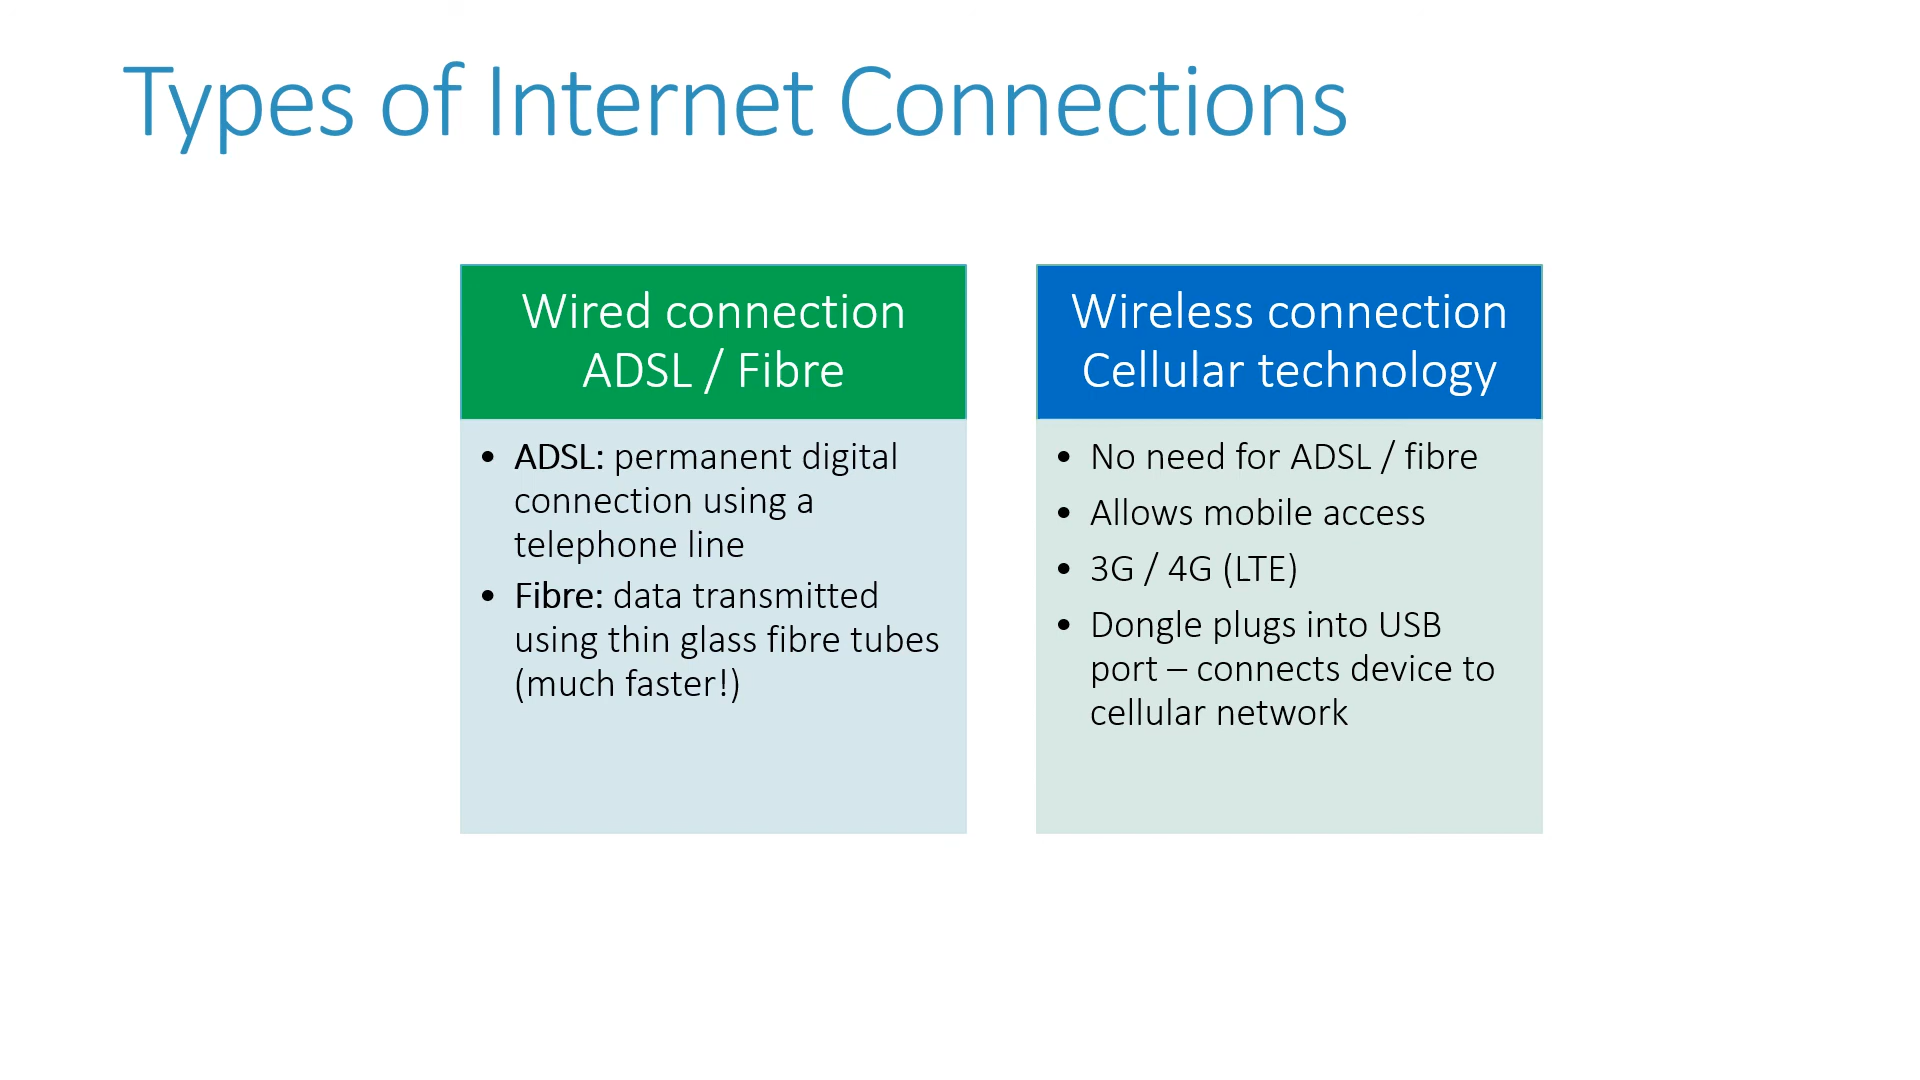 Types of Internet Connections
Wired connection
ADSL / Fibre
• ADSL: permanent digital
connection using a
telephone line
• Fibre: data transmitted
using thin glass fibre tubes
(much faster!)
Wireless connection
Cellular technology
• No need for ADSL / fibre
• Allows mobile access
• 3G / 4G (LTE)
• Dongle plugs into USB
port – connects device to
cellular network